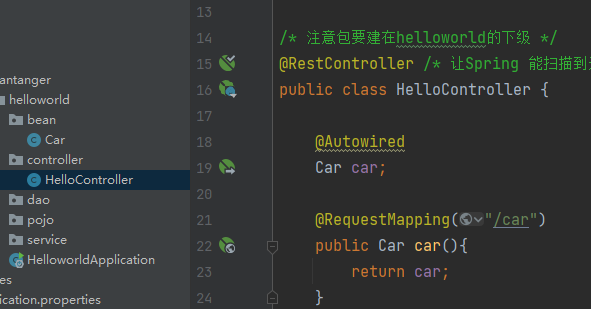 antanger
helloworld
bean
Car
controller
HelloController
dao
pojo
service
HelloworldApplication
es
ication.properties
13
14 /* 注意包要建在helloworld的下级 */
15 @RestController /* 让Spring 能扫描到
16 public class HelloController {
17
18 @Autowired
19 Car car;
20
21 @RequestMapping("/car")
22 public Car car(){
23 return car;
24 }